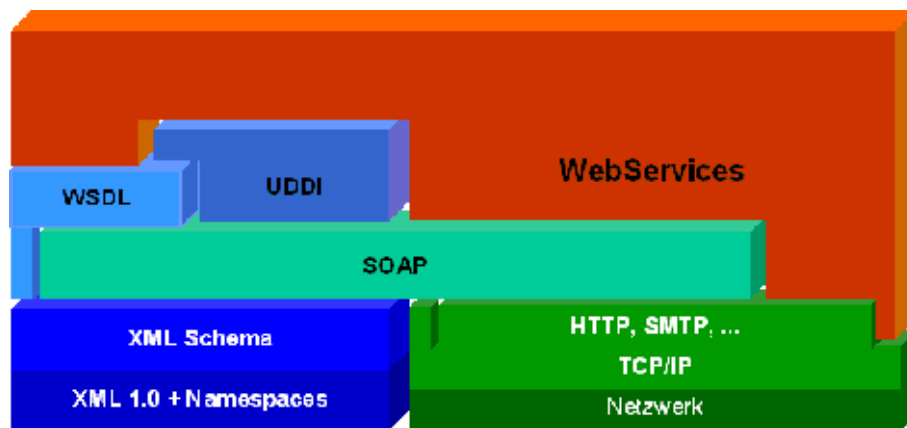 WebServices
UDDI
WSDL
SOAP
XML Schema
HTTP, SMTP, ...
TCP/IP
XML 1.0 + Namespaces
Netzwerk